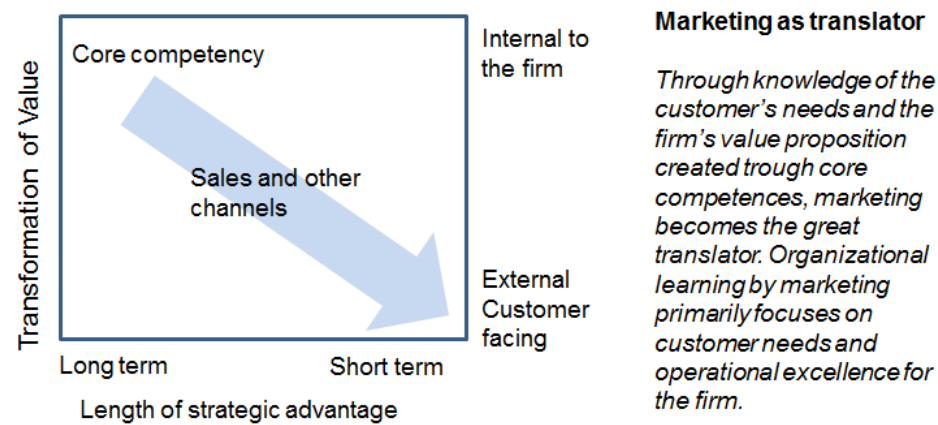 Transformation of Value
Core competency
Sales and other
channels
Internal to
the firm
External
Customer
facing
Long term
Short term
Length of strategic advantage
Marketing as translator
Through knowledge of the
customer's needs and the
firm's value proposition
created trough core
competences, marketing
becomes the great
translator. Organizational
learning by marketing
primarily focuses on
customer needs and
operational excellence for
the firm.